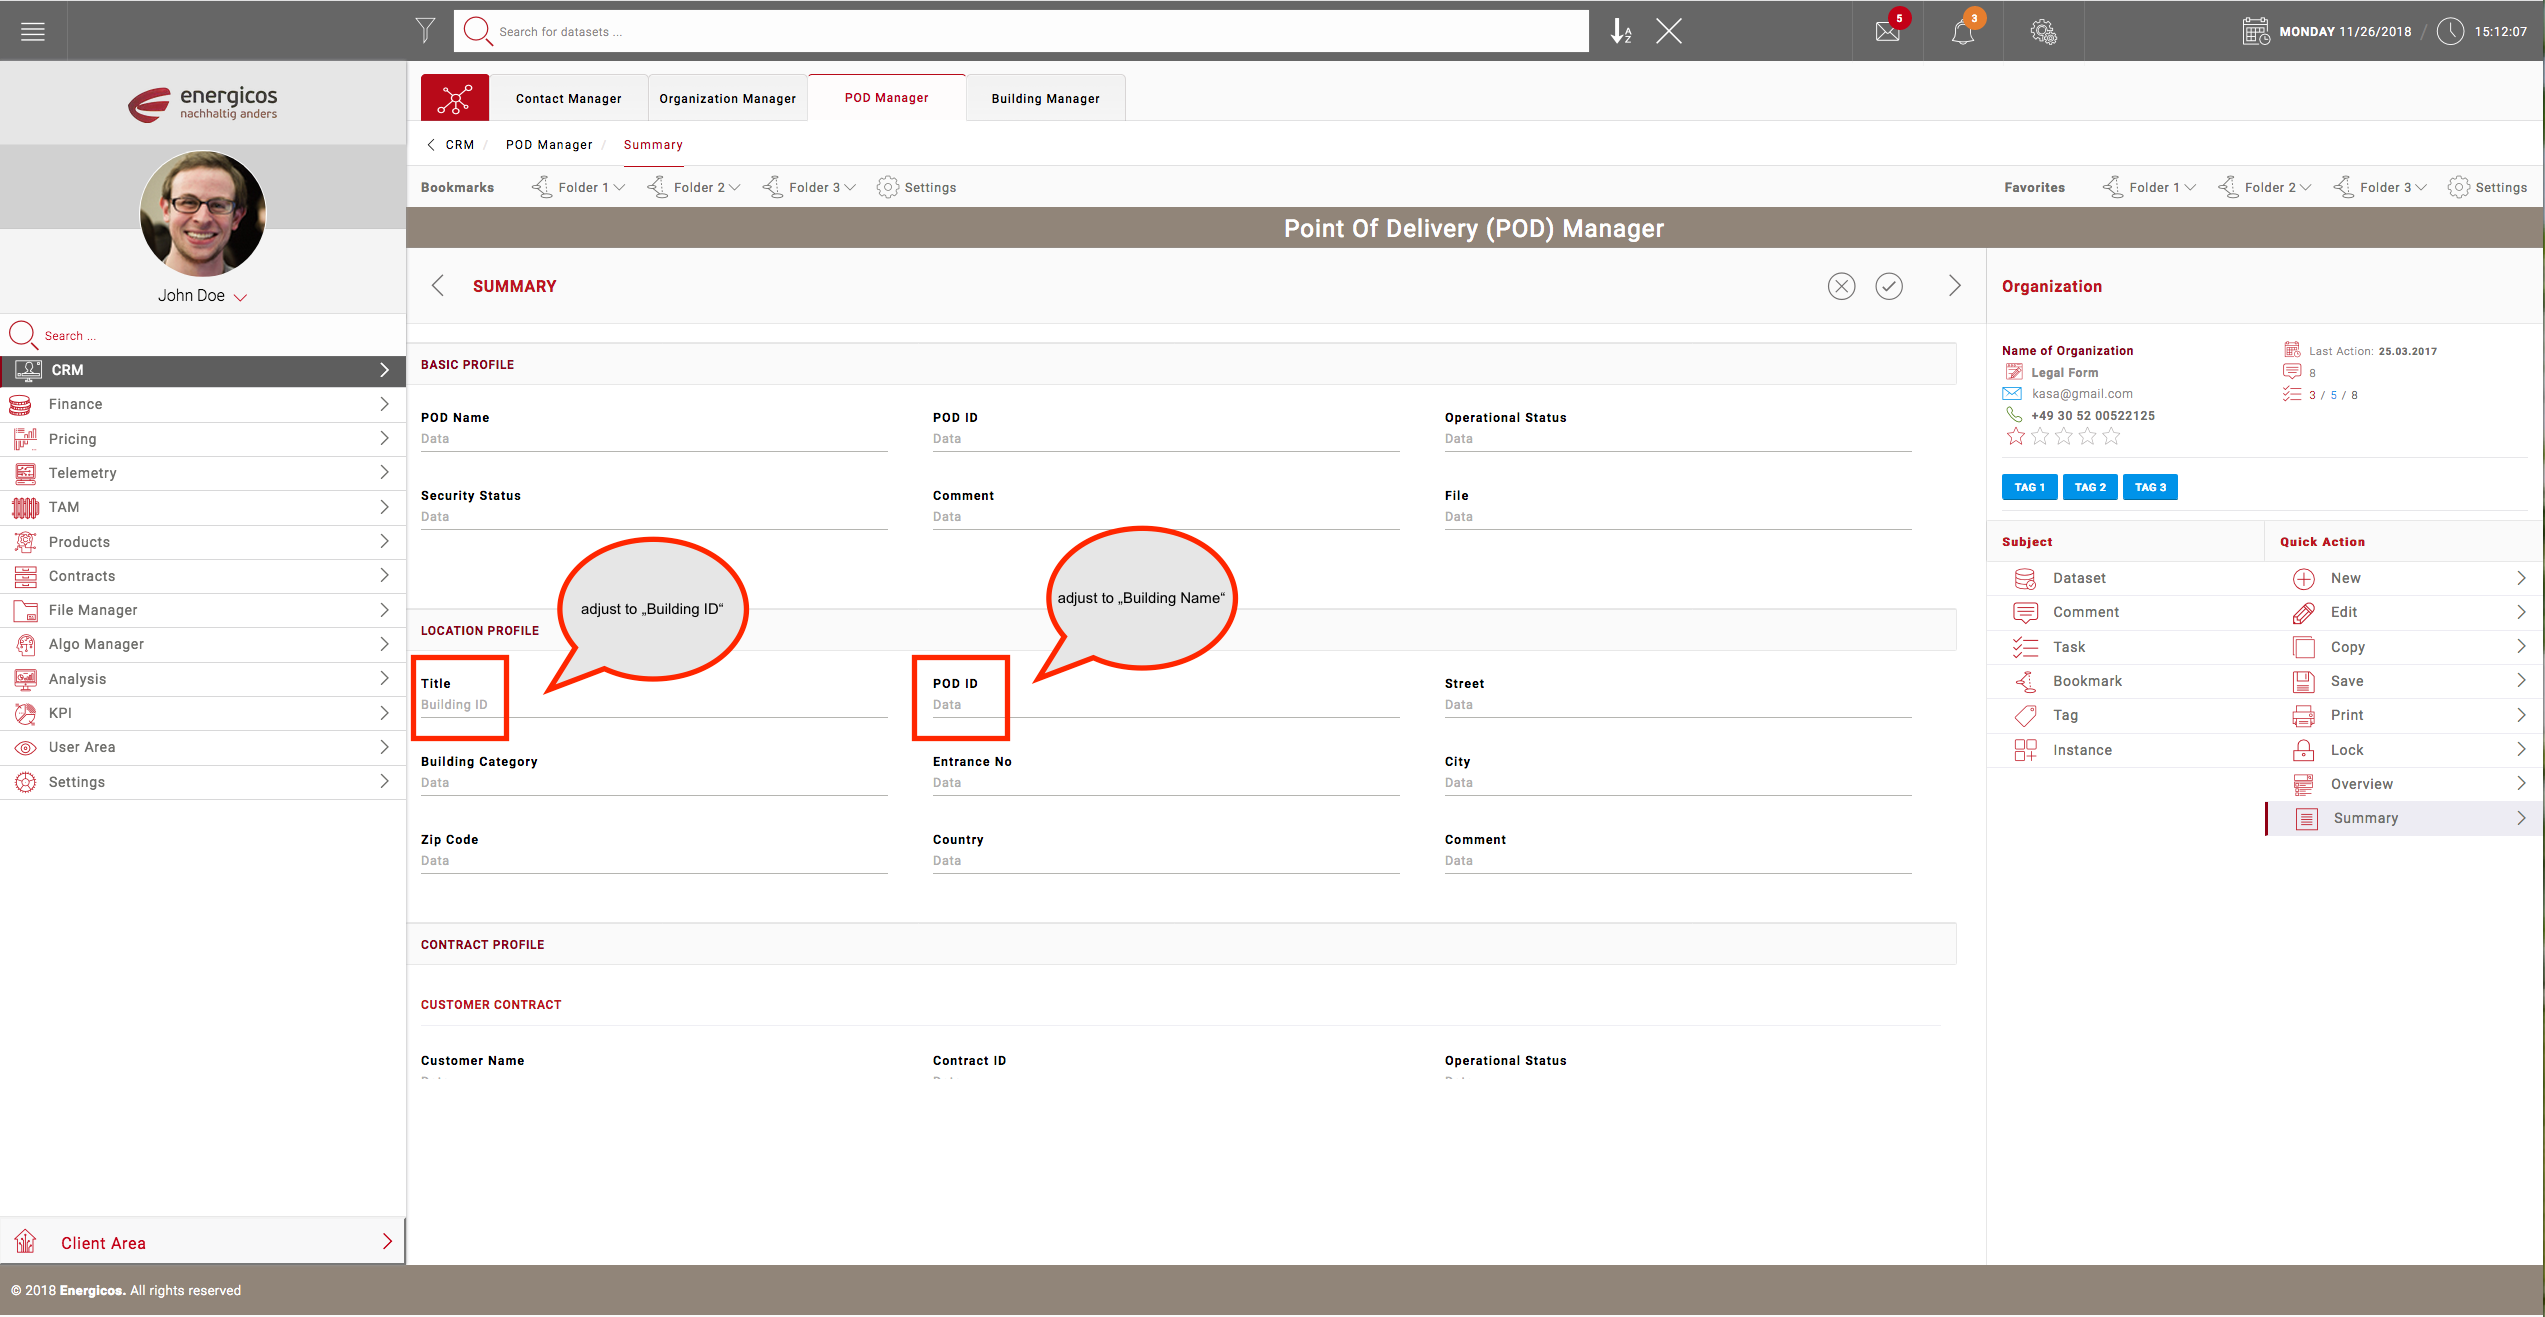 Search for datasets ...
A
Z
5
3
MONDAY 11/26/2018 / 15:12:07
energicos
nachhaltig anders
John Doe
Search ...
CRM
Finance
Pricing
Telemetry
TAM
Products
Contracts
File Manager
Algo Manager
Analysis
KPI
User Area
Settings
Client Area
Contact Manager
Organization Manager
POD Manager
Building Manager
CRM / POD Manager / Summary
Bookmarks Folder 1 Folder 2 Folder 3 Settings
Favorites Folder 1 Folder 2 Folder 3 Settings
Point Of Delivery (POD) Manager
SUMMARY
BASIC PROFILE
POD Name
Data
POD ID
Data
Operational Status
Data
Security Status
Data
Comment
Data
File
Data
adjust to „Building ID“
adjust to „Building Name“
LOCATION PROFILE
Title
Building ID
POD ID
Data
Street
Data
Building Category
Data
Entrance No
Data
City
Data
Zip Code
Data
Country
Data
Comment
Data
CONTRACT PROFILE
CUSTOMER CONTRACT
Customer Name
Contract ID
Operational Status
Organization
Name of Organization
Legal Form
kasa@gmail.com
+49 30 52 00522125
Last Action: 25.03.2017
8
3 / 5 / 8
TAG 1 TAG 2 TAG 3
Subject
Dataset
Comment
Task
Bookmark
Tag
Instance
Quick Action
New
Edit
Copy
Save
Print
Lock
Overview
Summary
© 2018 Energicos. All rights reserved